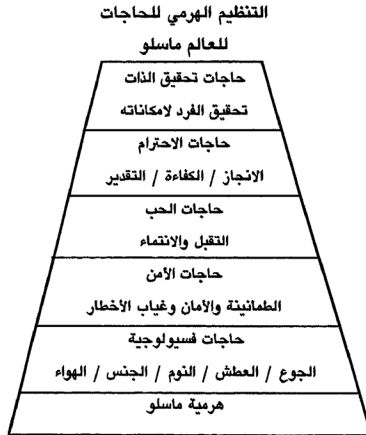 التنظيم الهرمي للحاجات
للعالم ماسلو
حاجات تحقيق الذات
تحقيق الفرد لامكاناته
حاجات الاحترام
الانجاز / الكفاءة / التقدير
حاجات الحب
التقبل والانتماء
حاجات الأمن
الطمانينة والأمان وغياب الأخطار
حاجات فسيولوجية
الجوع / العطش / النوم / الجنس / الهواء
هرمية ماسلو